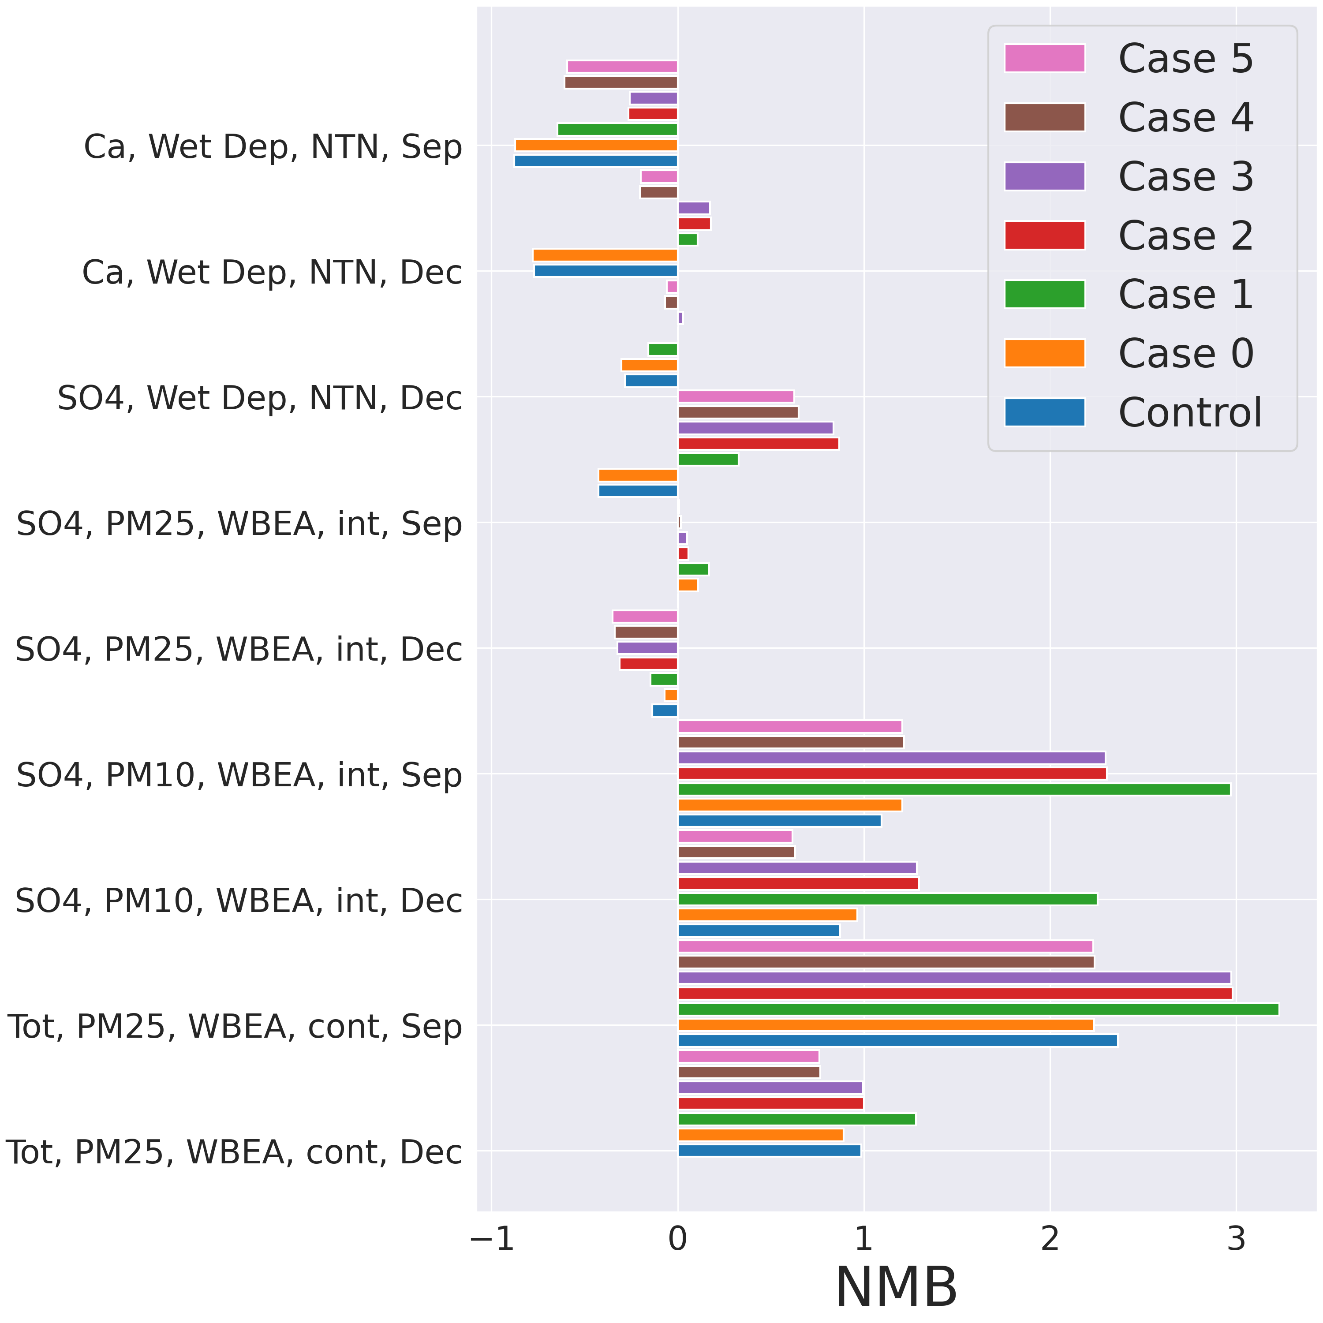 Case 5
Case 4
Case 3
Case 2
Case 1
Case 0
Control
Ca, Wet Dep, NTN, Sep
Ca, Wet Dep, NTN, Dec
SO4, Wet Dep, NTN, Dec
SO4, PM25, WBEA, int, Sep
SO4, PM25, WBEA, int, Dec
SO4, PM10, WBEA, int, Sep
SO4, PM10, WBEA, int, Dec
Tot, PM25, WBEA, cont, Sep
Tot, PM25, WBEA, cont, Dec
−1 0 1 2 3
NMB